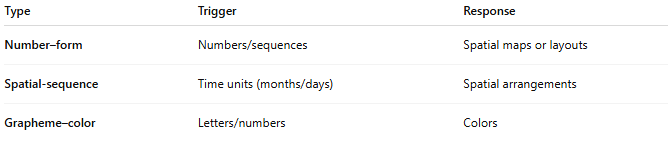 Type Trigger Response
Number–form Numbers/sequences Spatial maps or layouts
Spatial-sequence Time units (months/days) Spatial arrangements
Grapheme–color Letters/numbers Colors